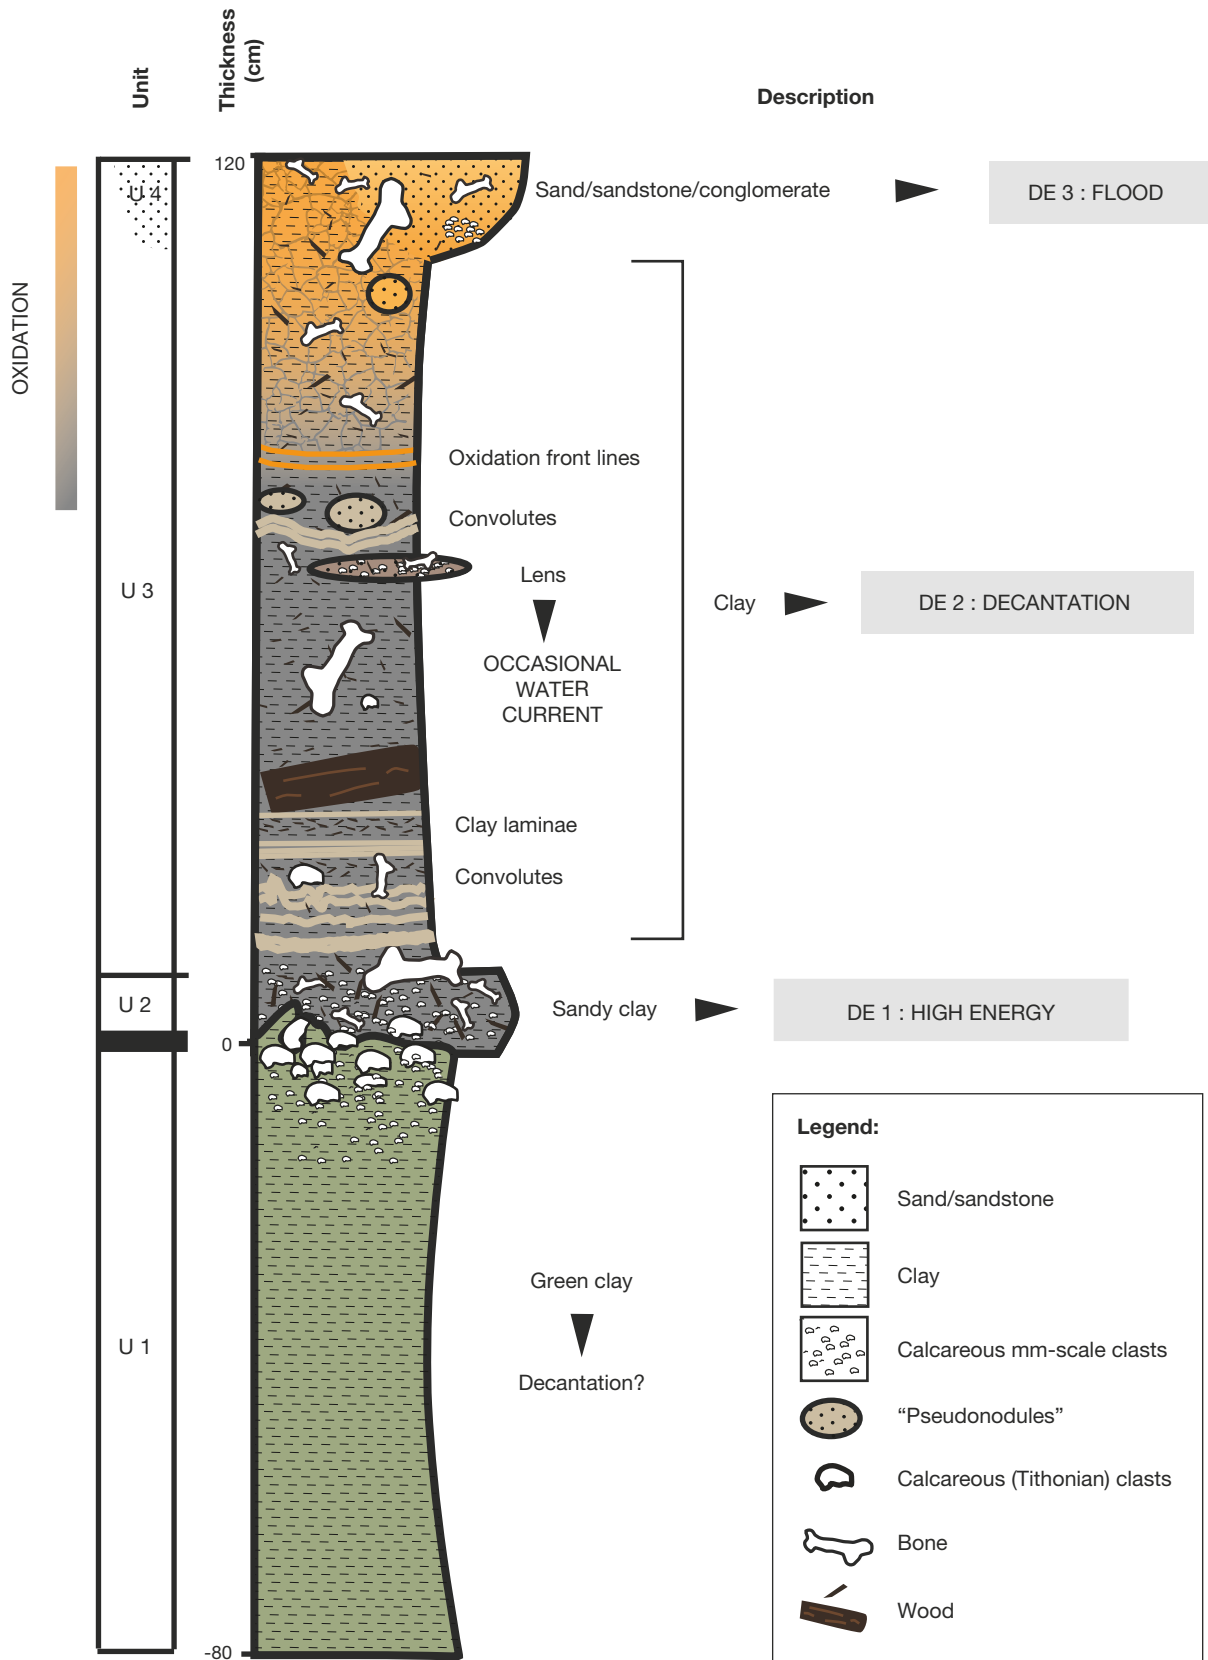 Unit
Thickness
(cm)
Description
120
U 4
Sand/sandstone/conglomerate
DE 3 : FLOOD
OXIDATION
Oxidation front lines
Convolutes
Lens
U 3
Clay
DE 2 : DECANTATION
OCCASIONAL
WATER
CURRENT
Clay laminae
Convolutes
U 2
Sandy clay
DE 1 : HIGH ENERGY
0
Legend:
Sand/sandstone
Clay
Green clay
U 1
Calcareous mm-scale clasts
Decantation?
“Pseudonodules”
Calcareous (Tithonian) clasts
Bone
Wood
-80